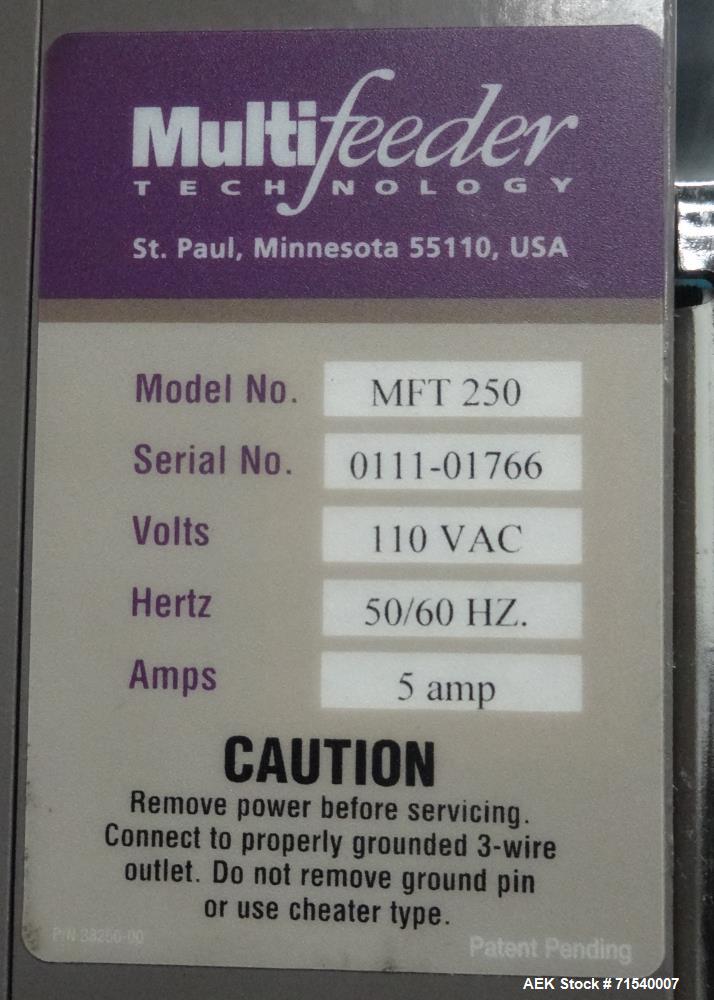 Multifeeder
TECHNOLOGY
St. Paul, Minnesota 55110, USA
Model No. MFT 250
Serial No. 0111-01766
Volts 110 VAC
Hertz 50/60 HZ.
Amps 5 amp
CAUTION
Remove power before servicing.
Connect to properly grounded 3-wire
outlet. Do not remove ground pin
or use cheater type.
P/N
Patent Pending
AEK Stock # 71540007